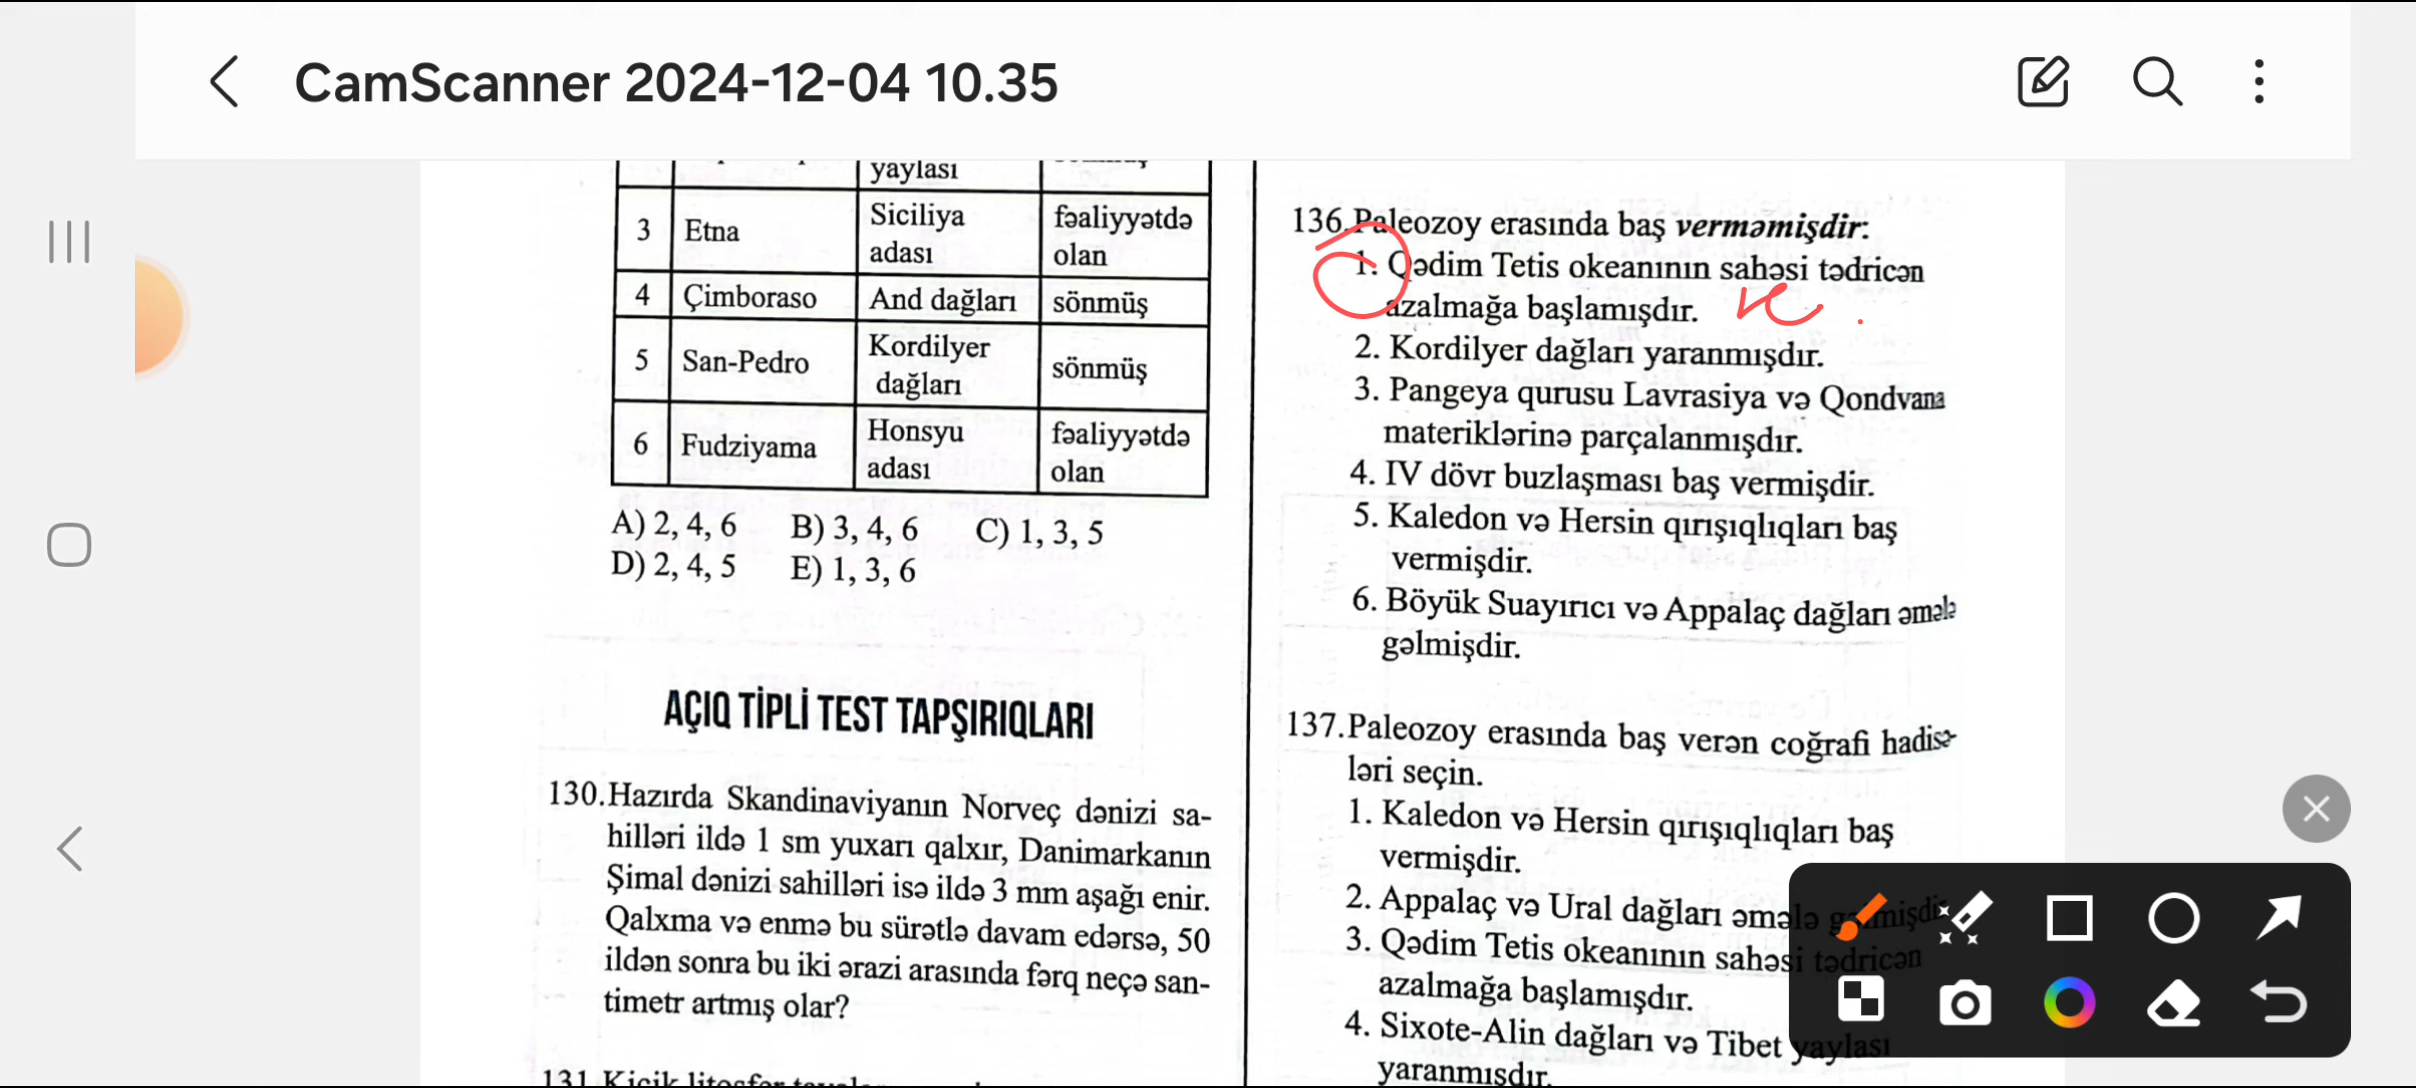 CamScanner 2024-12-04 10.35
yaylası
3 Etna Siciliya adası fəaliyyətdə olan
4 Çimboraso And dağları sönmüş
5 San-Pedro Kordilyer dağları sönmüş
6 Fudziyama Honsyu adası fəaliyyətdə olan
A) 2, 4, 6 B) 3, 4, 6 C) 1, 3, 5
D) 2, 4, 5 E) 1, 3, 6
AÇIQ TİPLİ TEST TAPŞIRIQLARI
130.Hazırda Skandinaviyanın Norveç dənizi sa-
hilləri ildə 1 sm yuxarı qalxır, Danimarkanın
Şimal dənizi sahilləri isə ildə 3 mm aşağı enir.
Qalxma və enmə bu sürətlə davam edərsə, 50
ildən sonra bu iki ərazi arasında fərq neçə san-
timetr artmış olar?
131. Kiçik
136.Paleozoy erasında baş verməmişdir:
1. Qədim Tetis okeanının sahəsi tədricən
azalmağa başlamışdır.
2. Kordilyer dağları yaranmışdır.
3. Pangeya qurusu Lavrasiya və Qondvana
materiklərinə parçalanmışdır.
4. IV dövr buzlaşması baş vermişdir.
5. Kaledon və Hersin qırışıqlıqları baş
vermişdir.
6. Böyük Suayırıcı və Appalaç dağları əmələ
gəlmişdir.
137.Paleozoy erasında baş verən coğrafi hadisə-
ləri seçin.
1. Kaledon və Hersin qırışıqlıqları baş
vermişdir.
2. Appalaç və Ural dağları əmələ
3. Qədim Tetis okeanının sahəsi tədricən
azalmağa başlamışdır.
4. Sixote-Alin dağları və Tibet yaylası
yaranmışdır.